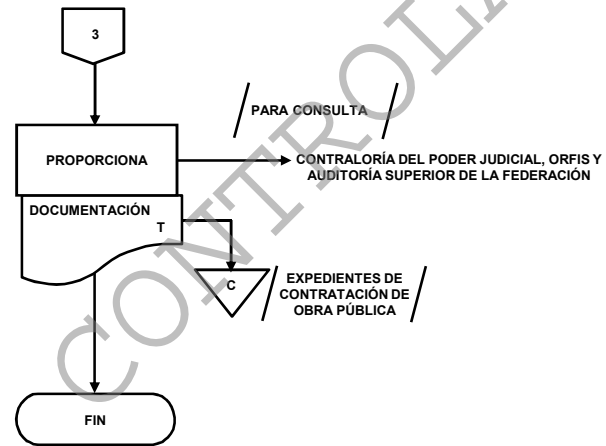 3
PARA CONSULTA
PROPORCIONA
CONTRALORÍA DEL PODER JUDICIAL, ORFIS Y
AUDITORÍA SUPERIOR DE LA FEDERACIÓN
DOCUMENTACIÓN
T
C
EXPEDIENTES DE
CONTRATACIÓN DE
OBRA PÚBLICA
FIN
CONTROLA